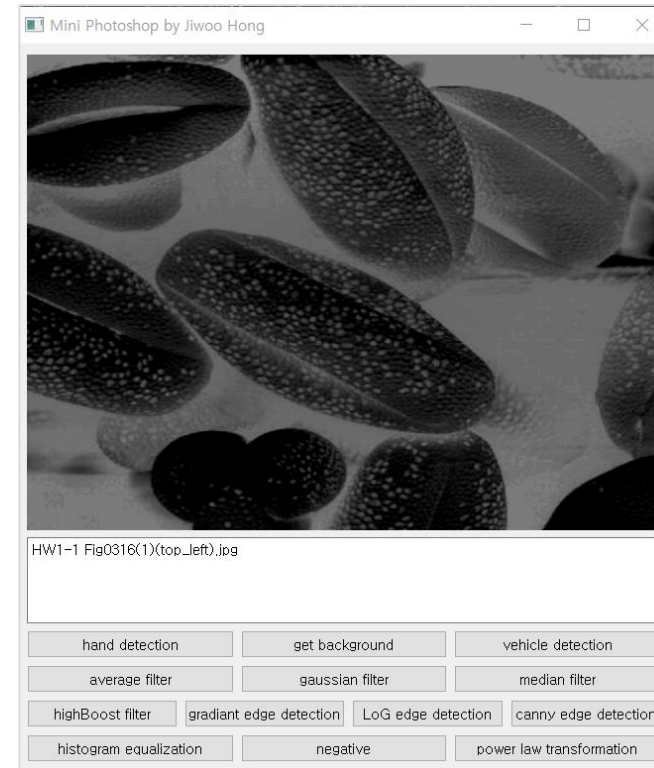 Mini Photoshop by Jiwoo Hong
HW1-1 Fig0316(1)(top_left).jpg
hand detection get background vehicle detection
average filter gaussian filter median filter
highBoost filter gradiant edge detection LoG edge detection canny edge detection
histogram equalization negative power law transformation